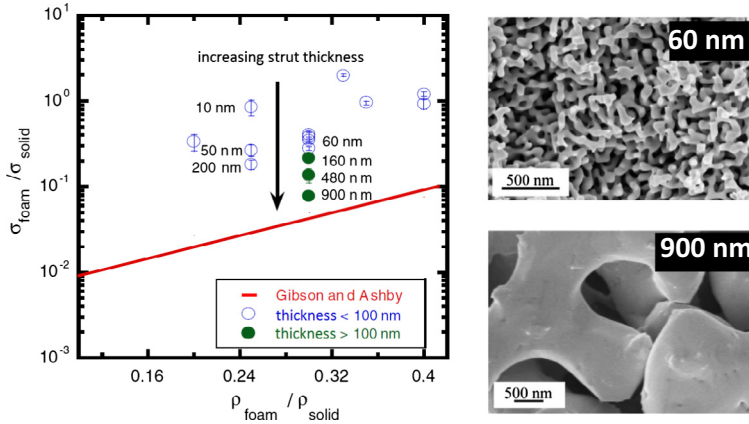 10¹
10⁰
10⁻¹
10⁻²
10⁻³
σfoam/σsolid
increasing strut thickness
10 nm
50 nm
200 nm
60 nm
160 nm
480 nm
900 nm
Gibson and Ashby
thickness < 100 nm
thickness > 100 nm
0.16
0.24
0.32
0.4
ρfoam/ρsolid
60 nm
500 nm
900 nm
500 nm